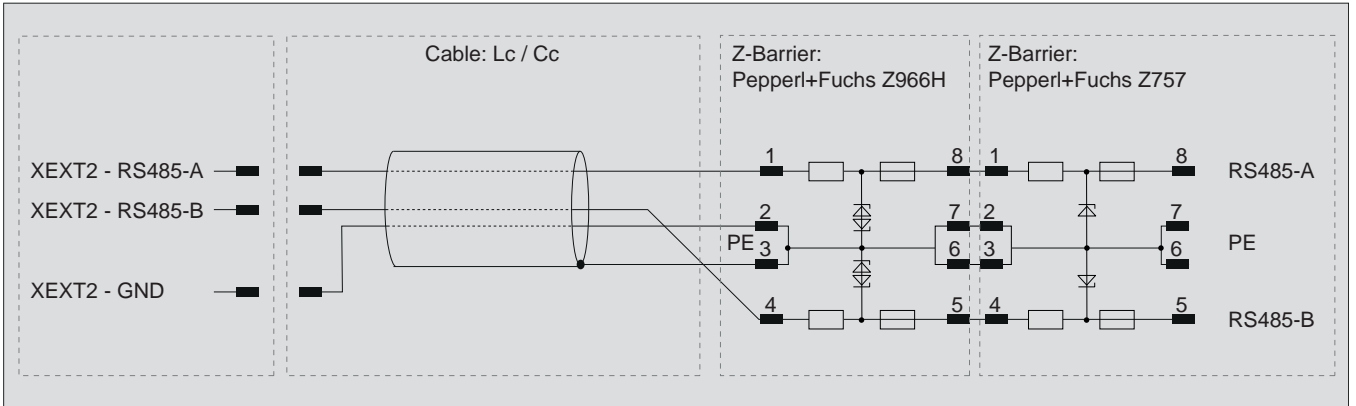 Cable: Lc / Cc
Z-Barrier:
Pepperl+Fuchs Z966H
Z-Barrier:
Pepperl+Fuchs Z757
XEXT2 - RS485-A
1
8
1
8
RS485-A
XEXT2 - RS485-B
2
7
2
7
PE
3
6
3
6
PE
XEXT2 - GND
4
5
4
5
RS485-B